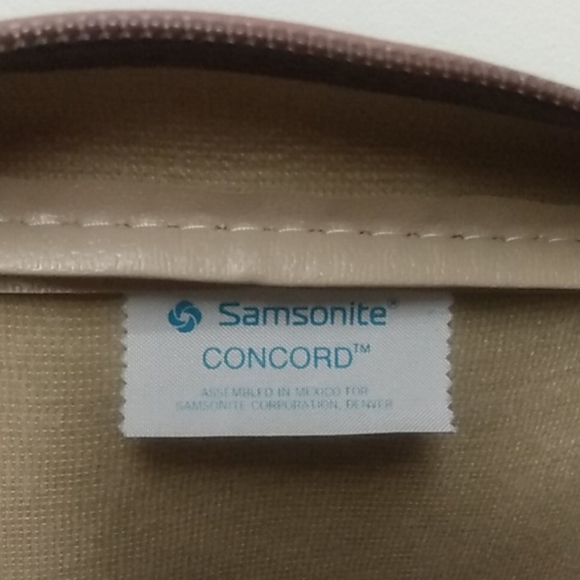 Samsonite®
CONCORD™
ASSEMBLED IN MEXICO FOR
SAMSONITE CORPORATION, DENVER